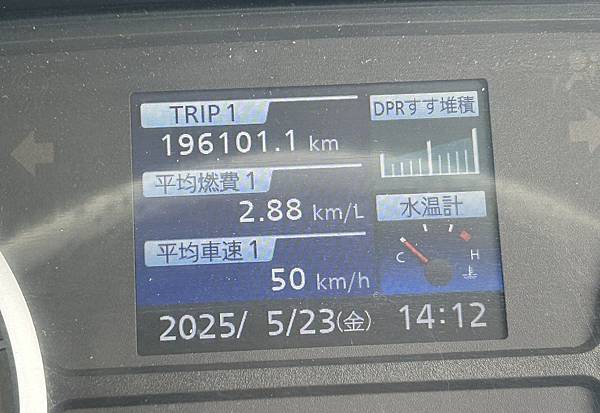 TRIP 1
196101.1 km
平均燃費 1
2.88 km/L
平均車速 1
50 km/h
DPRすす堆積
水温計
C H
2025/ 5/23(金) 14:12